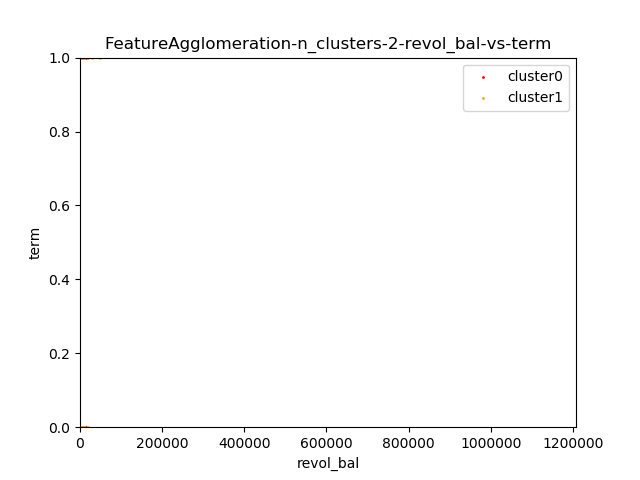 FeatureAgglomeration-n_clusters-2-revol_bal-vs-term
cluster0
cluster1
1.0
0.8
0.6
0.4
0.2
0.0
term
0 200000 400000 600000 800000 1000000 1200000
revol_bal